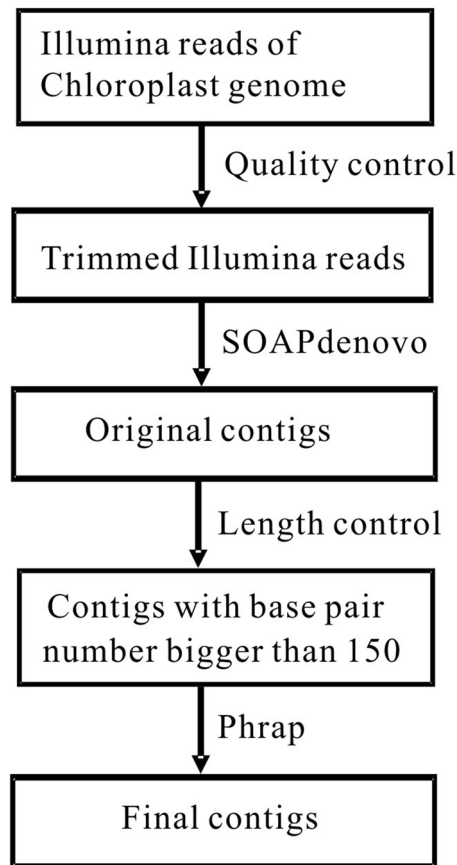 Illumina reads of
Chloroplast genome
Quality control
Trimmed Illumina reads
SOAPdenovo
Original contigs
Length control
Contigs with base pair
number bigger than 150
Phrap
Final contigs